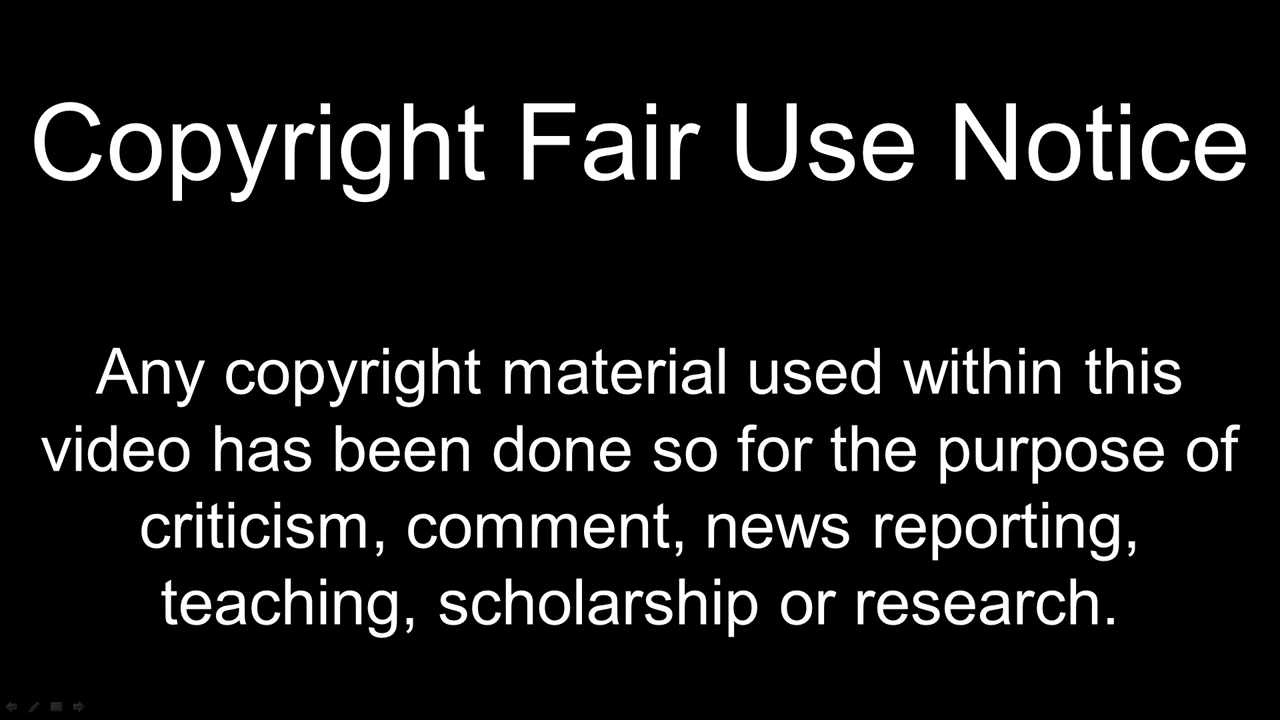 Copyright Fair Use Notice
Any copyright material used within this
video has been done so for the purpose of
criticism, comment, news reporting,
teaching, scholarship or research.